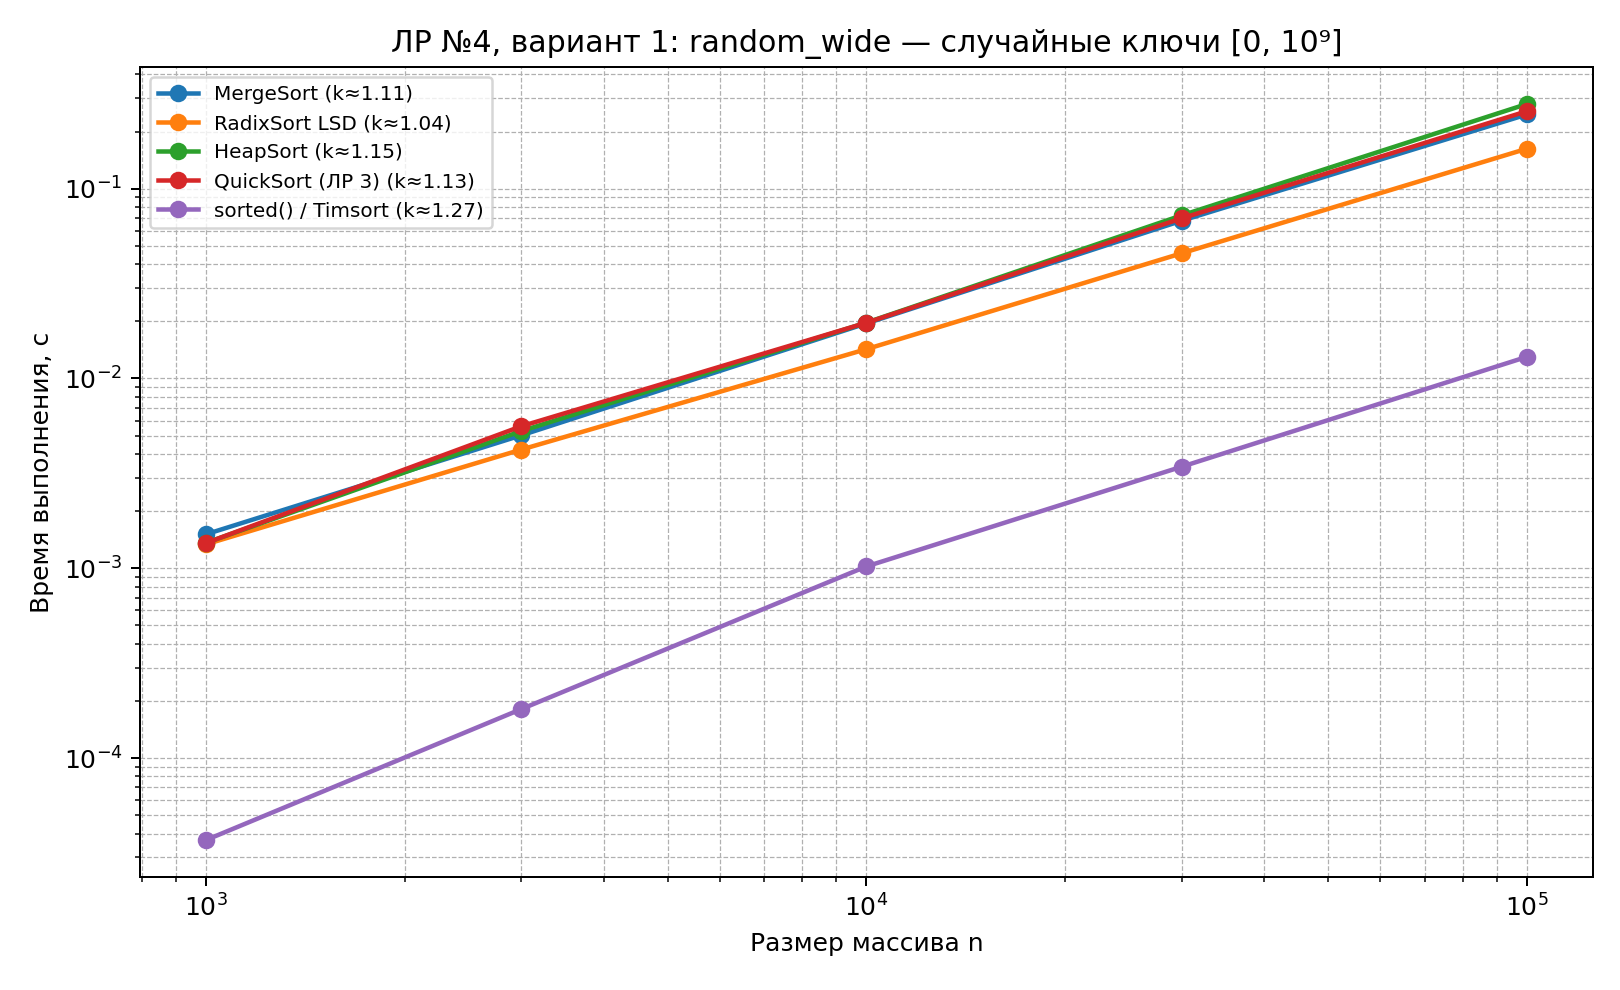 ЛР №4, вариант 1: random_wide — случайные ключи [0, 10⁹]
MergeSort (k≈1.11)
RadixSort LSD (k≈1.04)
HeapSort (k≈1.15)
QuickSort (ЛР 3) (k≈1.13)
sorted() / Timsort (k≈1.27)
Время выполнения, с
10⁻¹
10⁻²
10⁻³
10⁻⁴
10³
10⁴
10⁵
Размер массива n